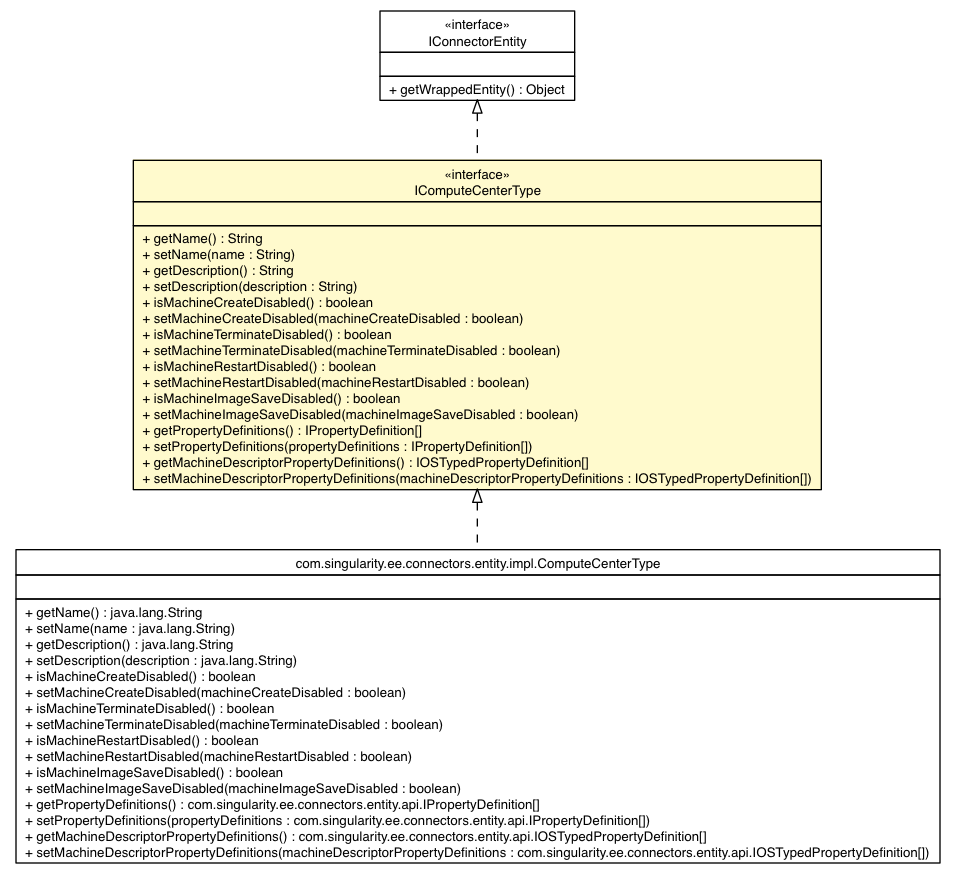 «interface»
IConnectorEntity
+ getWrappedEntity() : Object
«interface»
IComputeCenterType
+ getName() : String
+ setName(name : String)
+ getDescription() : String
+ setDescription(description : String)
+ isMachineCreateDisabled() : boolean
+ setMachineCreateDisabled(machineCreateDisabled : boolean)
+ isMachineTerminateDisabled() : boolean
+ setMachineTerminateDisabled(machineTerminateDisabled : boolean)
+ isMachineRestartDisabled() : boolean
+ setMachineRestartDisabled(machineRestartDisabled : boolean)
+ isMachineImageSaveDisabled() : boolean
+ setMachineImageSaveDisabled(machineImageSaveDisabled : boolean)
+ getPropertyDefinitions() : IPropertyDefinition[]
+ setPropertyDefinitions(propertyDefinitions : IPropertyDefinition[])
+ getMachineDescriptorPropertyDefinitions() : IOSTypedPropertyDefinition[]
+ setMachineDescriptorPropertyDefinitions(machineDescriptorPropertyDefinitions : IOSTypedPropertyDefinition[])
com.singularity.ee.connectors.entity.impl.ComputeCenterType
+ getName() : java.lang.String
+ setName(name : java.lang.String)
+ getDescription() : java.lang.String
+ setDescription(description : java.lang.String)
+ isMachineCreateDisabled() : boolean
+ setMachineCreateDisabled(machineCreateDisabled : boolean)
+ isMachineTerminateDisabled() : boolean
+ setMachineTerminateDisabled(machineTerminateDisabled : boolean)
+ isMachineRestartDisabled() : boolean
+ setMachineRestartDisabled(machineRestartDisabled : boolean)
+ isMachineImageSaveDisabled() : boolean
+ setMachineImageSaveDisabled(machineImageSaveDisabled : boolean)
+ getPropertyDefinitions() : com.singularity.ee.connectors.entity.api.IPropertyDefinition[]
+ setPropertyDefinitions(propertyDefinitions : com.singularity.ee.connectors.entity.api.IPropertyDefinition[])
+ getMachineDescriptorPropertyDefinitions() : com.singularity.ee.connectors.entity.api.IOSTypedPropertyDefinition[]
+ setMachineDescriptorPropertyDefinitions(machineDescriptorPropertyDefinitions : com.singularity.ee.connectors.entity.api.IOSTypedPropertyDefinition[])